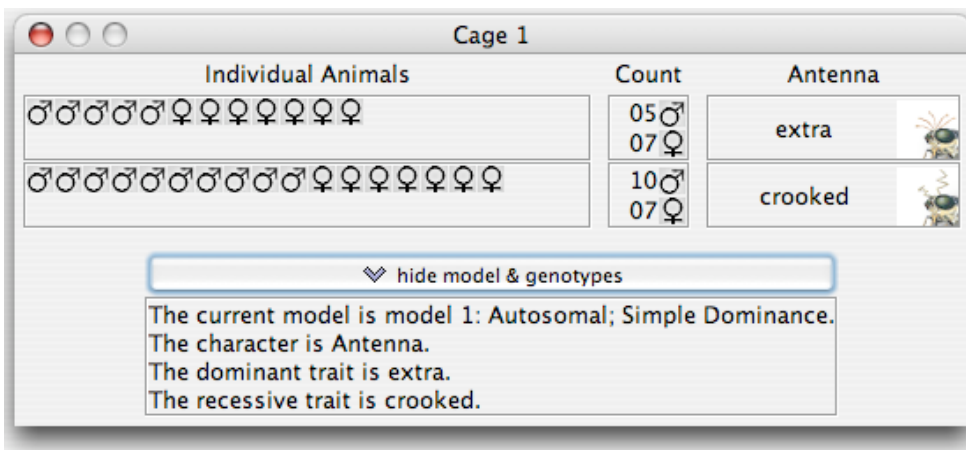 Cage 1
Individual Animals Count Antenna
♂♂♂♂♂♀♀♀♀♀♀♀ 05♂ extra
07♀
♂♂♂♂♂♂♂♂♂♂♀♀♀♀♀♀♀ 10♂ crooked
07♀
hide model & genotypes
The current model is model 1: Autosomal; Simple Dominance.
The character is Antenna.
The dominant trait is extra.
The recessive trait is crooked.